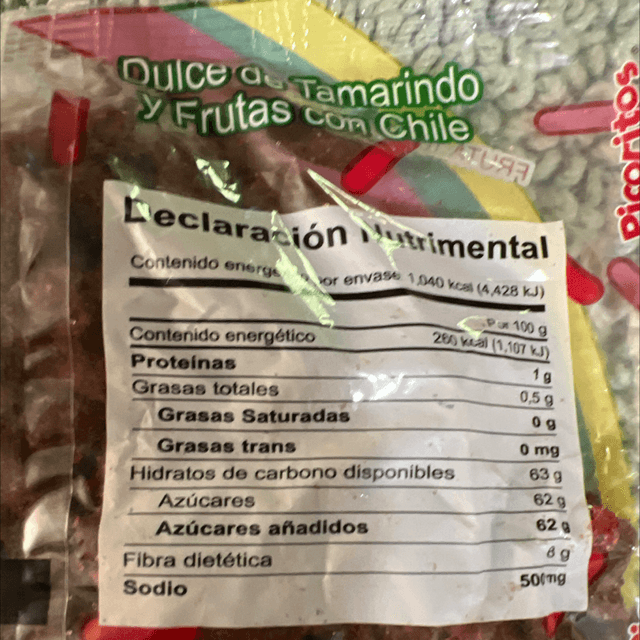 Dulce de Tamarindo
y Frutas con Chile
Picoritos
Declaración Nutrimental
Contenido por envase 1,040 kcal (4,428 kJ)
Por 100 g
Contenido energético 260 kcal (1,107 kJ)
Proteínas 1 g
Grasas totales 0,5 g
Grasas Saturadas 0 g
Grasas trans 0 mg
Hidratos de carbono disponibles 63 g
Azúcares 62 g
Azúcares añadidos 62 g
Fibra dietética g
Sodio